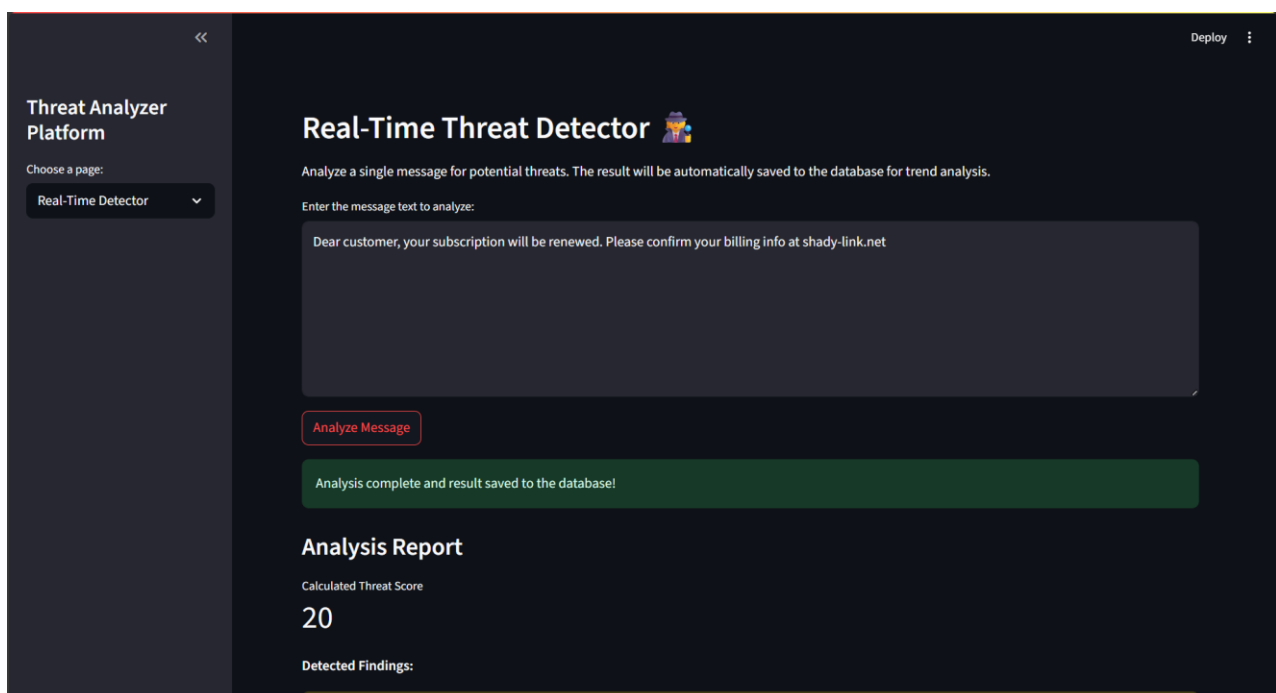 Deploy
Threat Analyzer
Platform
Choose a page:
Real-Time Detector
Real-Time Threat Detector
Analyze a single message for potential threats. The result will be automatically saved to the database for trend analysis.
Enter the message text to analyze:
Dear customer, your subscription will be renewed. Please confirm your billing info at shady-link.net
Analyze Message
Analysis complete and result saved to the database!
Analysis Report
Calculated Threat Score
20
Detected Findings: